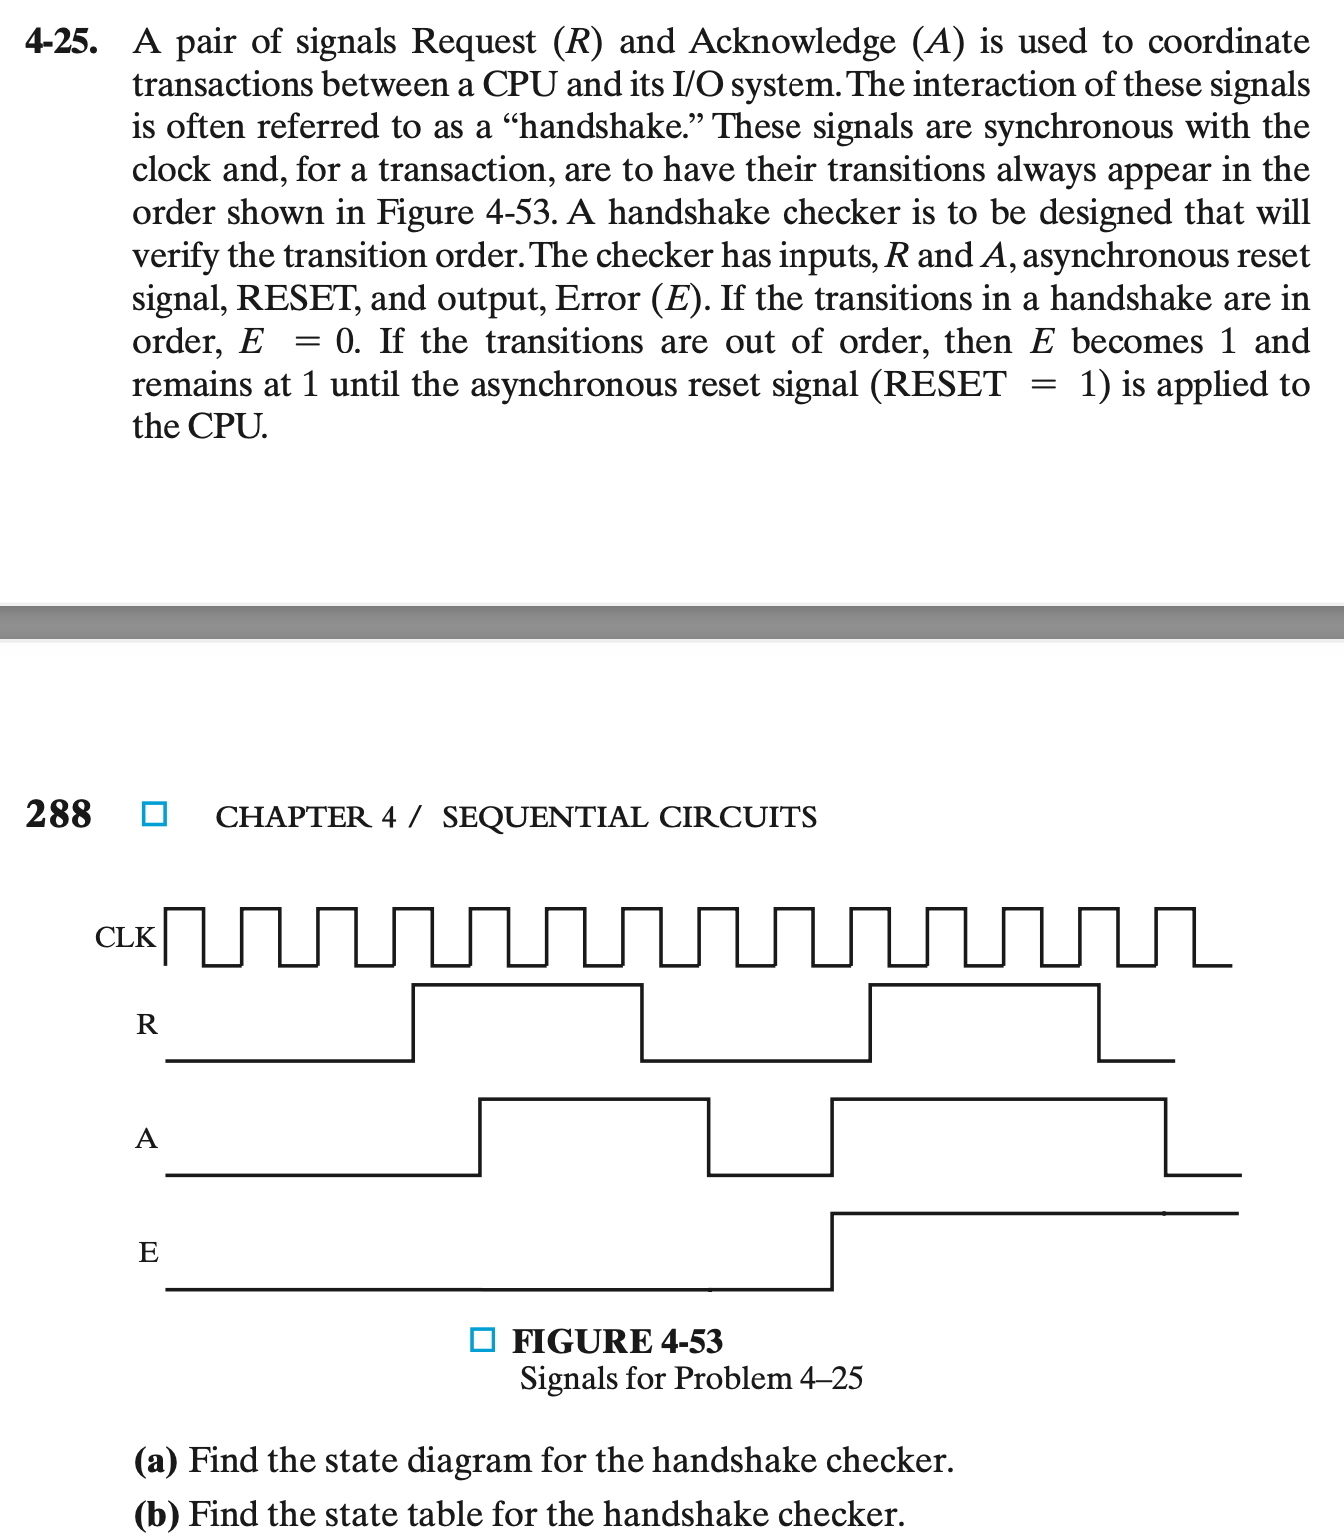 4-25. A pair of signals Request (R) and Acknowledge (A) is used to coordinate
transactions between a CPU and its I/O system. The interaction of these signals
is often referred to as a “handshake.” These signals are synchronous with the
clock and, for a transaction, are to have their transitions always appear in the
order shown in Figure 4-53. A handshake checker is to be designed that will
verify the transition order. The checker has inputs, R and A, asynchronous reset
signal, RESET, and output, Error (E). If the transitions in a handshake are in
order, E = 0. If the transitions are out of order, then E becomes 1 and
remains at 1 until the asynchronous reset signal (RESET = 1) is applied to
the CPU.
288 CHAPTER 4 / SEQUENTIAL CIRCUITS
CLK
R
A
E
FIGURE 4-53
Signals for Problem 4–25
(a) Find the state diagram for the handshake checker.
(b) Find the state table for the handshake checker.